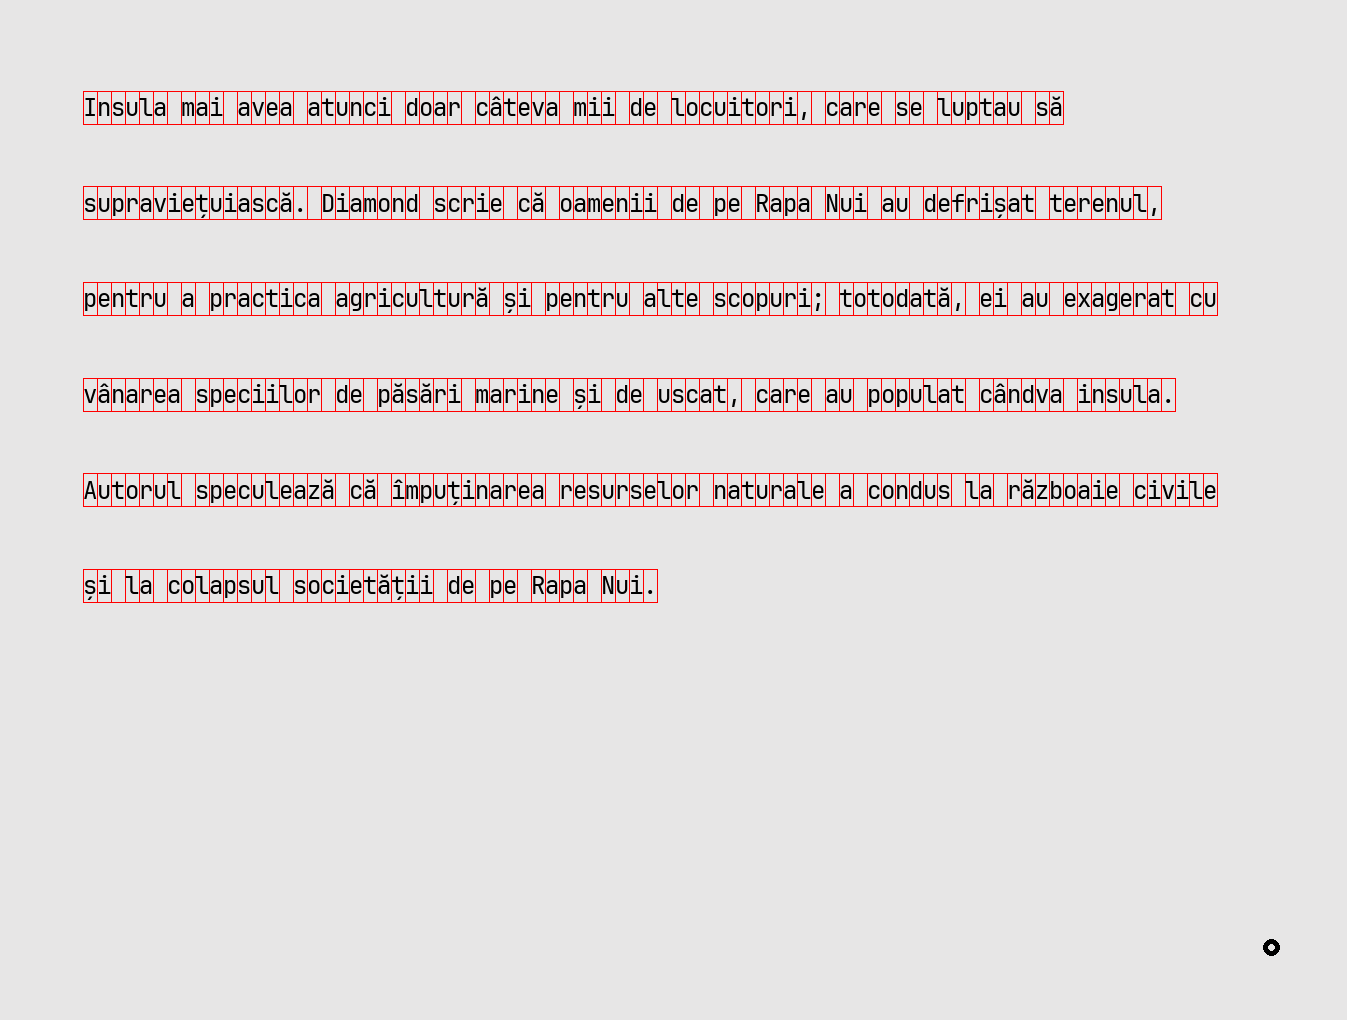 Insula mai avea atunci doar câteva mii de locuitori, care se luptau să
supraviețuiască. Diamond scrie că oamenii de pe Rapa Nui au defrișat terenul,
pentru a practica agricultură și pentru alte scopuri; totodată, ei au exagerat cu
vânarea speciilor de păsări marine și de uscat, care au populat cândva insula.
Autorul speculează că împuținarea resurselor naturale a condus la războaie civile
și la colapsul societății de pe Rapa Nui.